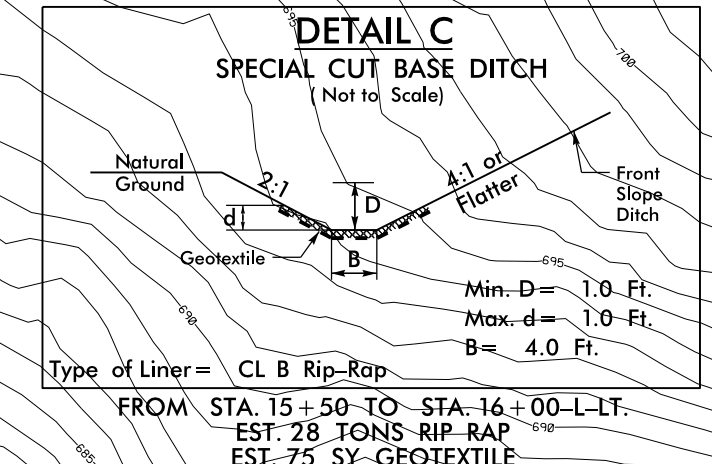 695
DETAIL C
SPECIAL CUT BASE DITCH
( Not to Scale)
700
Natural
Ground
2:1
D
4:1 or
Flatter
Front
Slope
Ditch
d
Geotextile
B
695
Min. D = 1.0 Ft.
Max. d = 1.0 Ft.
B= 4.0 Ft.
690
Type of Liner = CL B Rip-Rap
FROM STA. 15+50 TO STA. 16+00-L-LT.
EST. 28 TONS RIP RAP
690
EST. 75 SY GEOTEXTILE
685